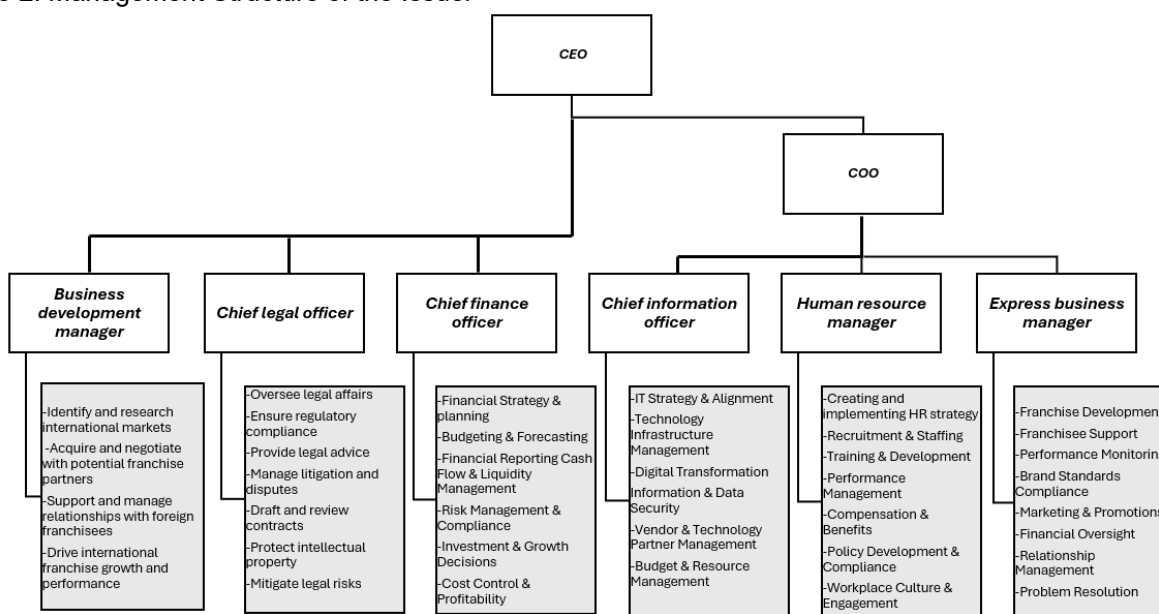 2. Management Structure of the Issuer
CEO
COO
Business
development
manager
Chief legal officer
Chief finance
officer
Chief information
officer
Human resource
manager
Express business
manager
-Identify and research
international markets
-Acquire and negotiate
with potential franchise
partners
-Support and manage
relationships with foreign
franchisees
-Drive international
franchise growth and
performance
-Oversee legal affairs
-Ensure regulatory
compliance
-Provide legal advice
-Manage litigation and
disputes
-Draft and review
contracts
-Protect intellectual
property
-Mitigate legal risks
-Financial Strategy &
planning
-Budgeting & Forecasting
-Financial Reporting Cash
Flow & Liquidity
Management
-Risk Management &
Compliance
-Investment & Growth
Decisions
-Cost Control &
Profitability
-IT Strategy & Alignment
-Technology
Infrastructure
Management
-Digital Transformation
Information & Data
Security
-Vendor & Technology
Partner Management
-Budget & Resource
Management
-Creating and
implementing HR strategy
-Recruitment & Staffing
-Training & Development
-Performance
Management
-Compensation &
Benefits
-Policy Development &
Compliance
-Workplace Culture &
Engagement
-Franchise Development
-Franchisee Support
-Performance Monitorin
-Brand Standards
Compliance
-Marketing & Promotions
-Financial Oversight
-Relationship
Management
-Problem Resolution